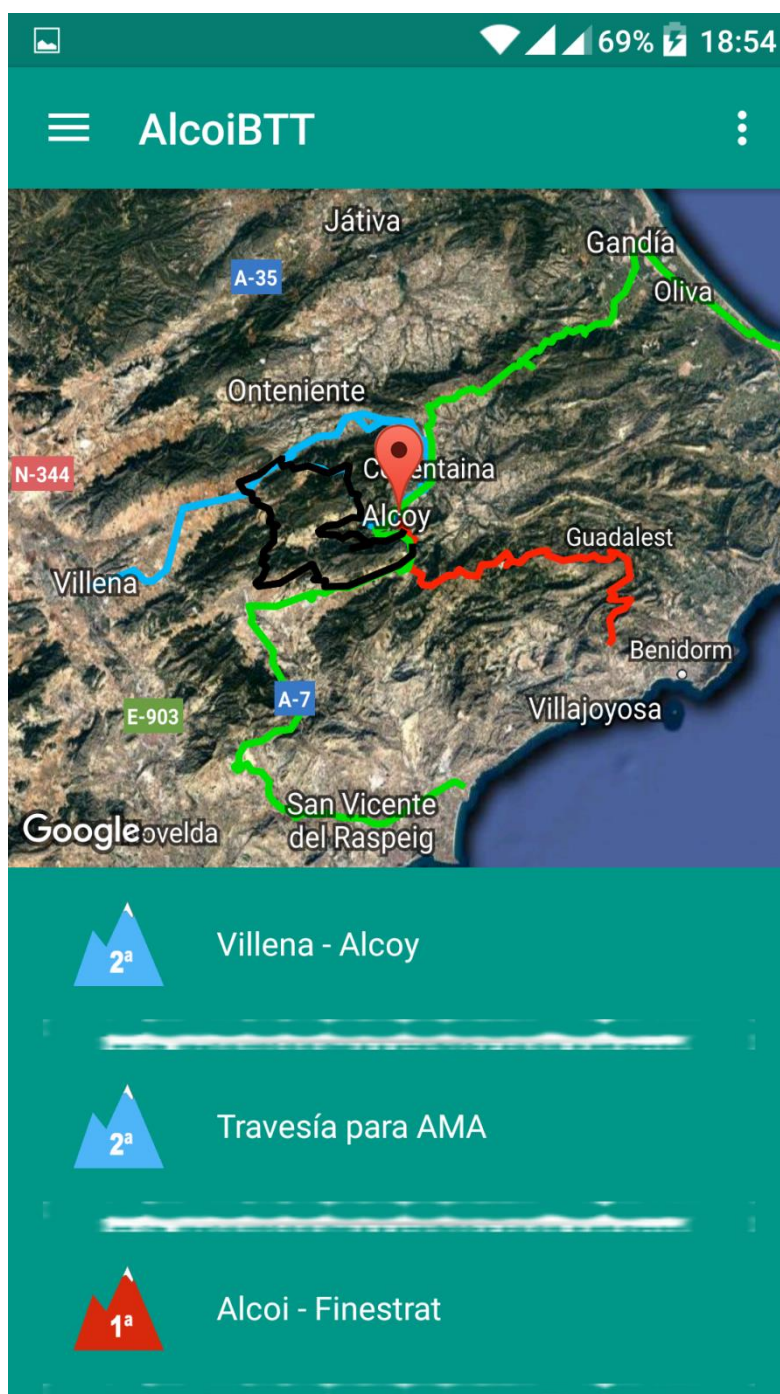 69% 18:54
AlcoiBTT
Játiva
Gandía
A-35
Oliva
Onteniente
N-344
Alcoy
Guadalest
Villena
Benidorm
A-7
E-903
Villajoyosa
San Vicente
del Raspeig
Google
2ª Villena - Alcoy
2ª Travesía para AMA
1ª Alcoi - Finestrat